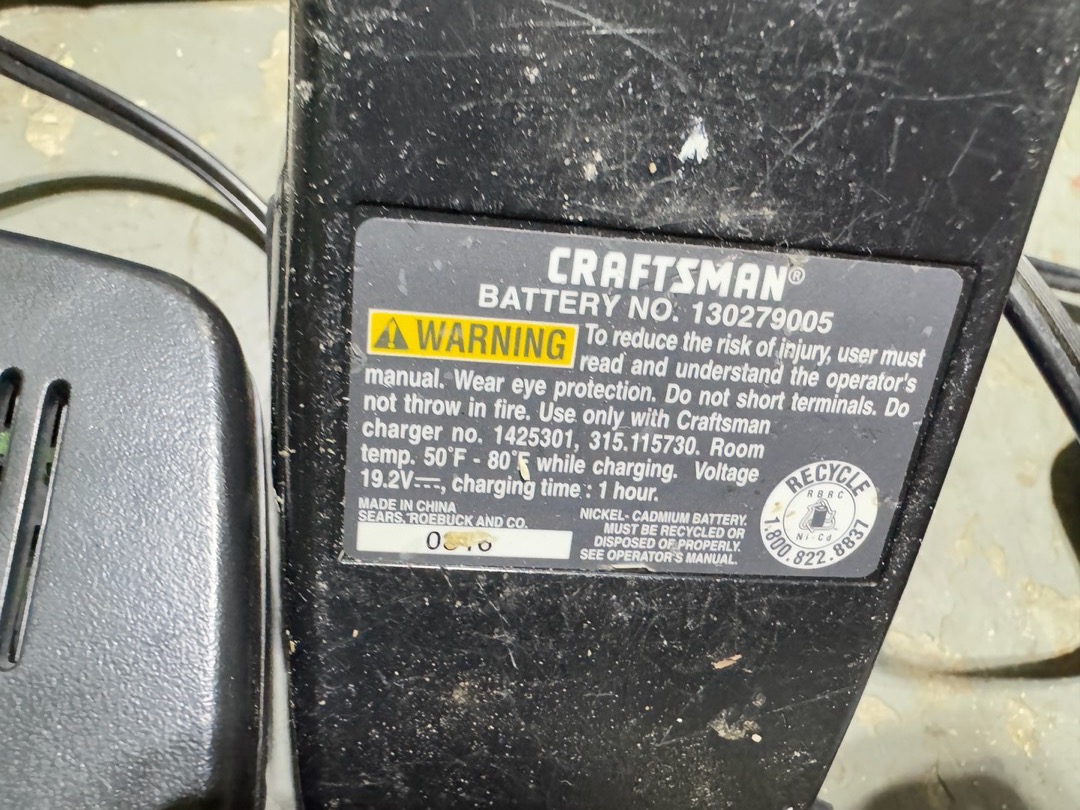 CRAFTSMAN®
BATTERY NO. 130279005
WARNING To reduce the risk of injury, user must
read and understand the operator's
manual. Wear eye protection. Do not short terminals. Do
not throw in fire. Use only with Craftsman
charger no. 1425301, 315.115730. Room
temp. 50°F - 80°F while charging. Voltage
19.2V⎓, charging time : 1 hour.
MADE IN CHINA
SEARS, ROEBUCK AND CO.
NICKEL- CADMIUM BATTERY.
MUST BE RECYCLED OR
DISPOSED OF PROPERLY.
SEE OPERATOR'S MANUAL.
RECYCLE
RBRC
Ni-Cd
1.800.822.8837